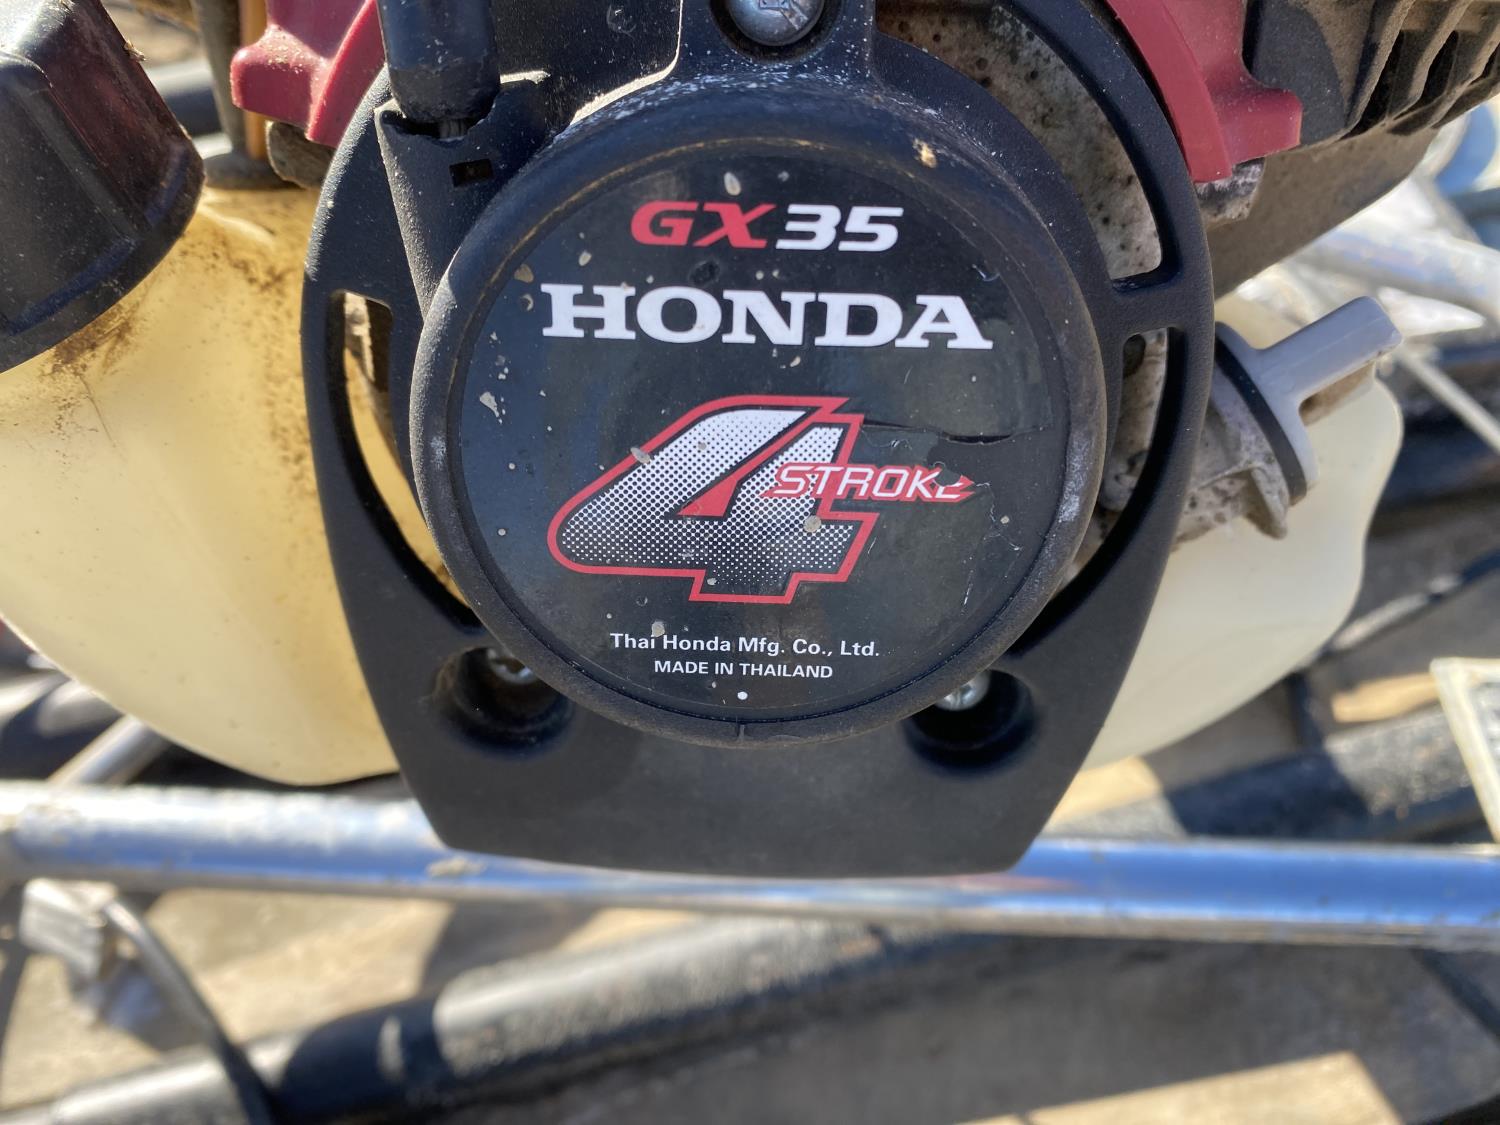 GX35
HONDA
4
STROKE
Thai Honda Mfg. Co., Ltd.
MADE IN THAILAND